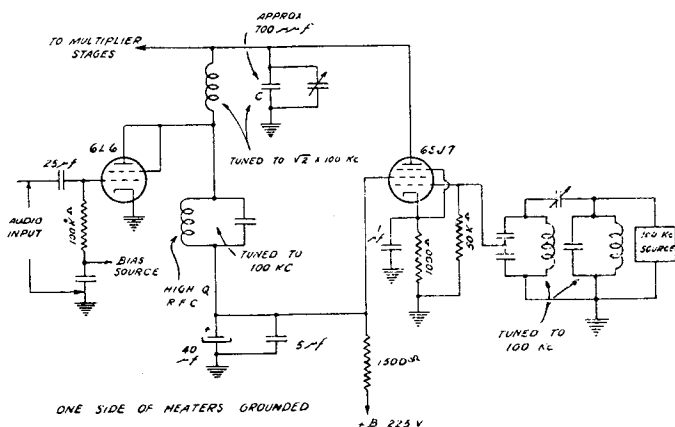 APPROX
700 μμf
TO MULTIPLIER
STAGES
C
6L6
6SJ7
25μf
TUNED TO √2 x 100 KC
AUDIO
INPUT
100KΩ
BIAS
SOURCE
TUNED TO
100 KC
HIGH Q
RFC
1000Ω
50KΩ
100 KC
SOURCE
TUNED TO
100 KC
40
μf
5μf
1500Ω
+B 225 V
ONE SIDE OF HEATERS GROUNDED